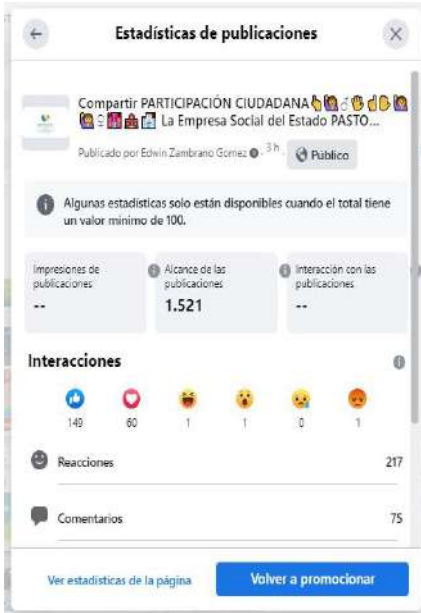 Estadísticas de publicaciones
Compartir PARTICIPACIÓN CIUDADANA
La Empresa Social del Estado PASTO...
Publicado por Edwin Zambrano Gomez · 3 h · Público
Algunas estadísticas solo están disponibles cuando el total tiene
un valor mínimo de 100.
Impresiones de
publicaciones
--
Alcance de las
publicaciones
1.521
Interacción con las
publicaciones
--
Interacciones
149 60 1 1 0 1
Reacciones 217
Comentarios 75
Ver estadísticas de la página Volver a promocionar